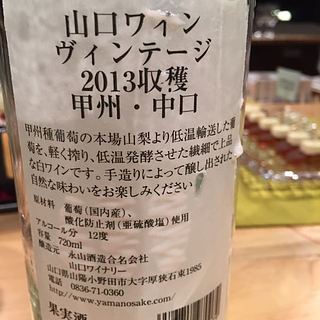 山口ワイン
ヴィンテージ
2013収穫
甲州・中口
甲州種葡萄の本場山梨より低温輸送した葡
萄を、軽く搾り、低温発酵させた繊細で上品
な白ワインです。手造りによって醸し出された
自然な味わいをお楽しみください
原材料 葡萄(国内産)、
酸化防止剤(亜硫酸塩)使用
アルコール分 12度
容量 720ml
醸造元 永山酒造合名会社
山口ワイナリー
山口県山陽小野田市大字厚狭石束1985
電話 0836-71-0360
http://www.yamanosake.com/
果実酒